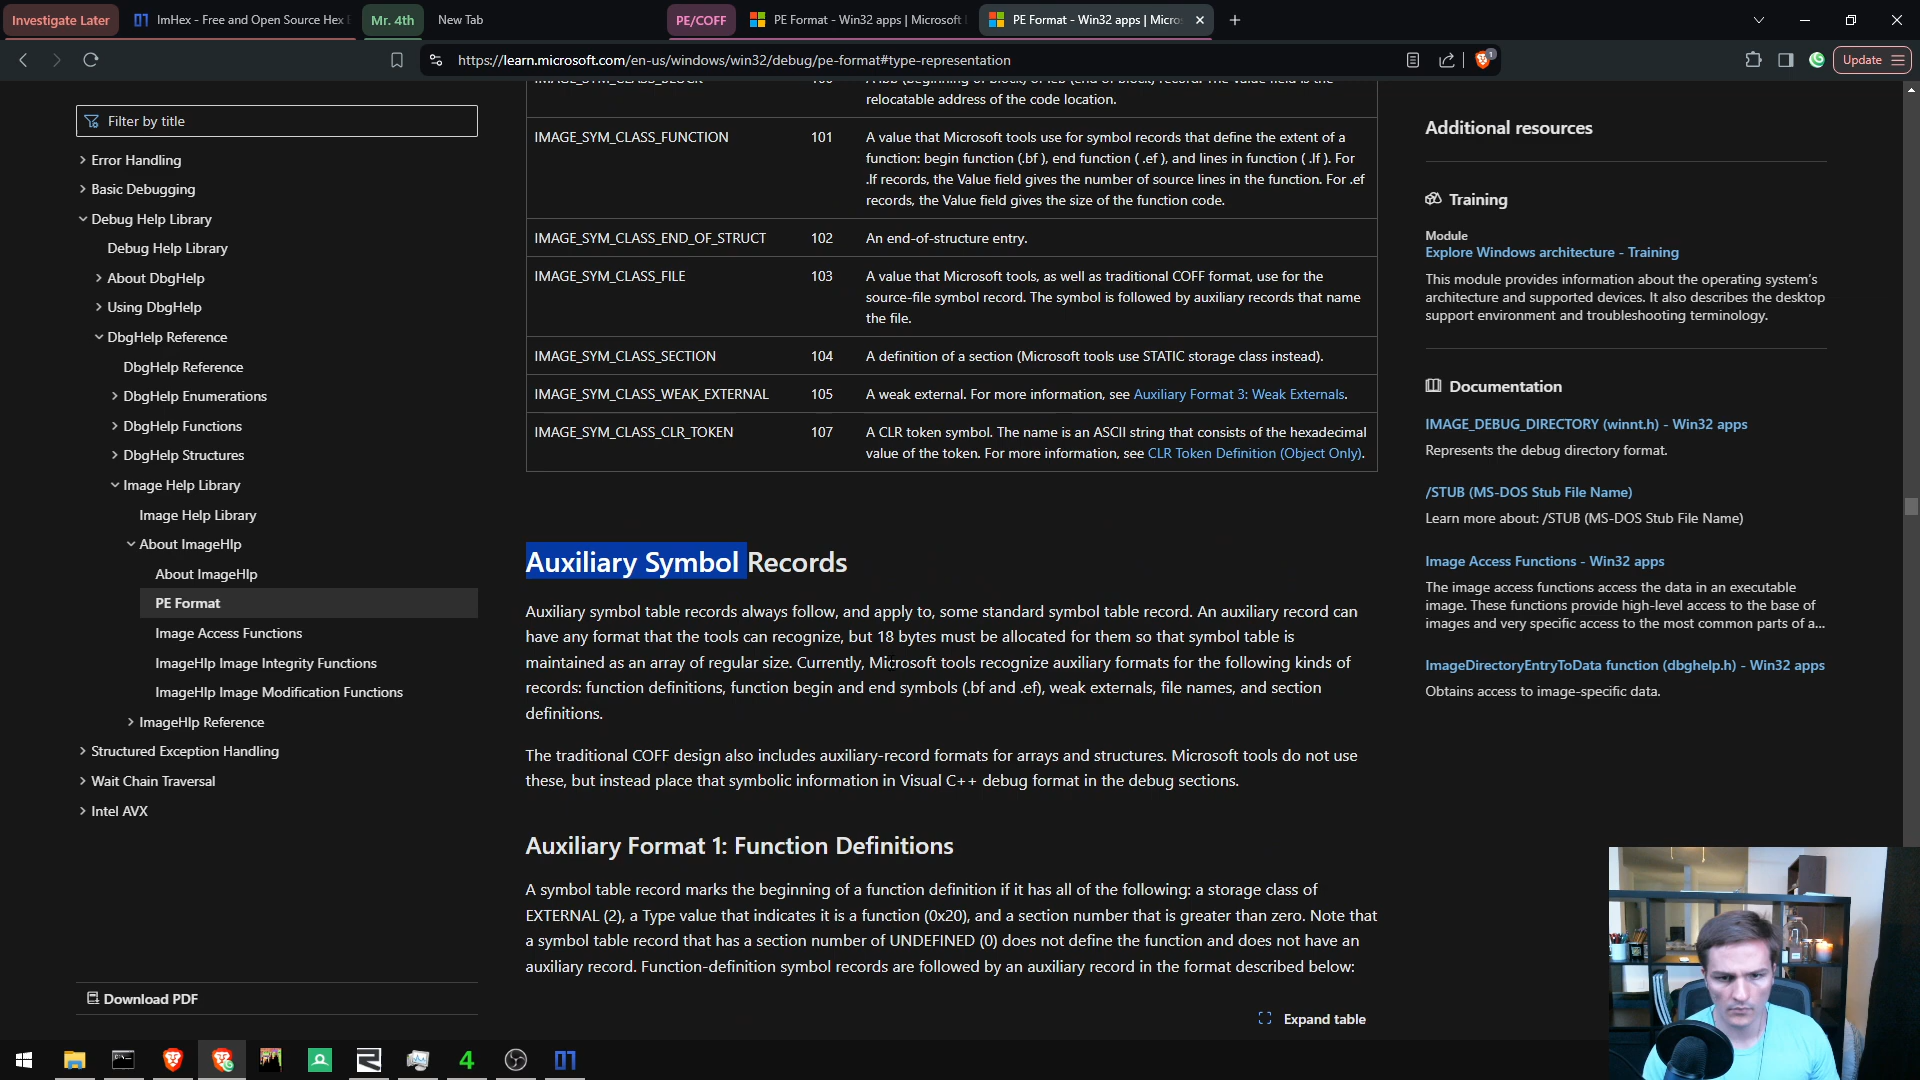 Investigate Later
ImHex - Free and Open Source Hex
Mr. 4th
New Tab
PE/COFF
PE Format - Win32 apps | Microsoft
PE Format - Win32 apps | Micros
https://learn.microsoft.com/en-us/windows/win32/debug/pe-format#type-representation
1
Update
Filter by title
Error Handling
Basic Debugging
Debug Help Library
Debug Help Library
About DbgHelp
Using DbgHelp
DbgHelp Reference
DbgHelp Reference
DbgHelp Enumerations
DbgHelp Functions
DbgHelp Structures
Image Help Library
Image Help Library
About ImageHlp
About ImageHlp
PE Format
Image Access Functions
ImageHlp Image Integrity Functions
ImageHlp Image Modification Functions
ImageHlp Reference
Structured Exception Handling
Wait Chain Traversal
Intel AVX
Download PDF
relocatable address of the code location.
IMAGE_SYM_CLASS_FUNCTION 101 A value that Microsoft tools use for symbol records that define the extent of a
function: begin function (.bf ), end function ( .ef ), and lines in function ( .lf ). For
.lf records, the Value field gives the number of source lines in the function. For .ef
records, the Value field gives the size of the function code.
IMAGE_SYM_CLASS_END_OF_STRUCT 102 An end-of-structure entry.
IMAGE_SYM_CLASS_FILE 103 A value that Microsoft tools, as well as traditional COFF format, use for the
source-file symbol record. The symbol is followed by auxiliary records that name
the file.
IMAGE_SYM_CLASS_SECTION 104 A definition of a section (Microsoft tools use STATIC storage class instead).
IMAGE_SYM_CLASS_WEAK_EXTERNAL 105 A weak external. For more information, see Auxiliary Format 3: Weak Externals.
IMAGE_SYM_CLASS_CLR_TOKEN 107 A CLR token symbol. The name is an ASCII string that consists of the hexadecimal
value of the token. For more information, see CLR Token Definition (Object Only).
Auxiliary Symbol Records
Auxiliary symbol table records always follow, and apply to, some standard symbol table record. An auxiliary record can
have any format that the tools can recognize, but 18 bytes must be allocated for them so that symbol table is
maintained as an array of regular size. Currently, Microsoft tools recognize auxiliary formats for the following kinds of
records: function definitions, function begin and end symbols (.bf and .ef), weak externals, file names, and section
definitions.
The traditional COFF design also includes auxiliary-record formats for arrays and structures. Microsoft tools do not use
these, but instead place that symbolic information in Visual C++ debug format in the debug sections.
Auxiliary Format 1: Function Definitions
A symbol table record marks the beginning of a function definition if it has all of the following: a storage class of
EXTERNAL (2), a Type value that indicates it is a function (0x20), and a section number that is greater than zero. Note that
a symbol table record that has a section number of UNDEFINED (0) does not define the function and does not have an
auxiliary record. Function-definition symbol records are followed by an auxiliary record in the format described below:
Expand table
Additional resources
Training
Module
Explore Windows architecture - Training
This module provides information about the operating system's
architecture and supported devices. It also describes the desktop
support environment and troubleshooting terminology.
Documentation
IMAGE_DEBUG_DIRECTORY (winnt.h) - Win32 apps
Represents the debug directory format.
/STUB (MS-DOS Stub File Name)
Learn more about: /STUB (MS-DOS Stub File Name)
Image Access Functions - Win32 apps
The image access functions access the data in an executable
image. These functions provide high-level access to the base of
images and very specific access to the most common parts of a...
ImageDirectoryEntryToData function (dbghelp.h) - Win32 apps
Obtains access to image-specific data.
4